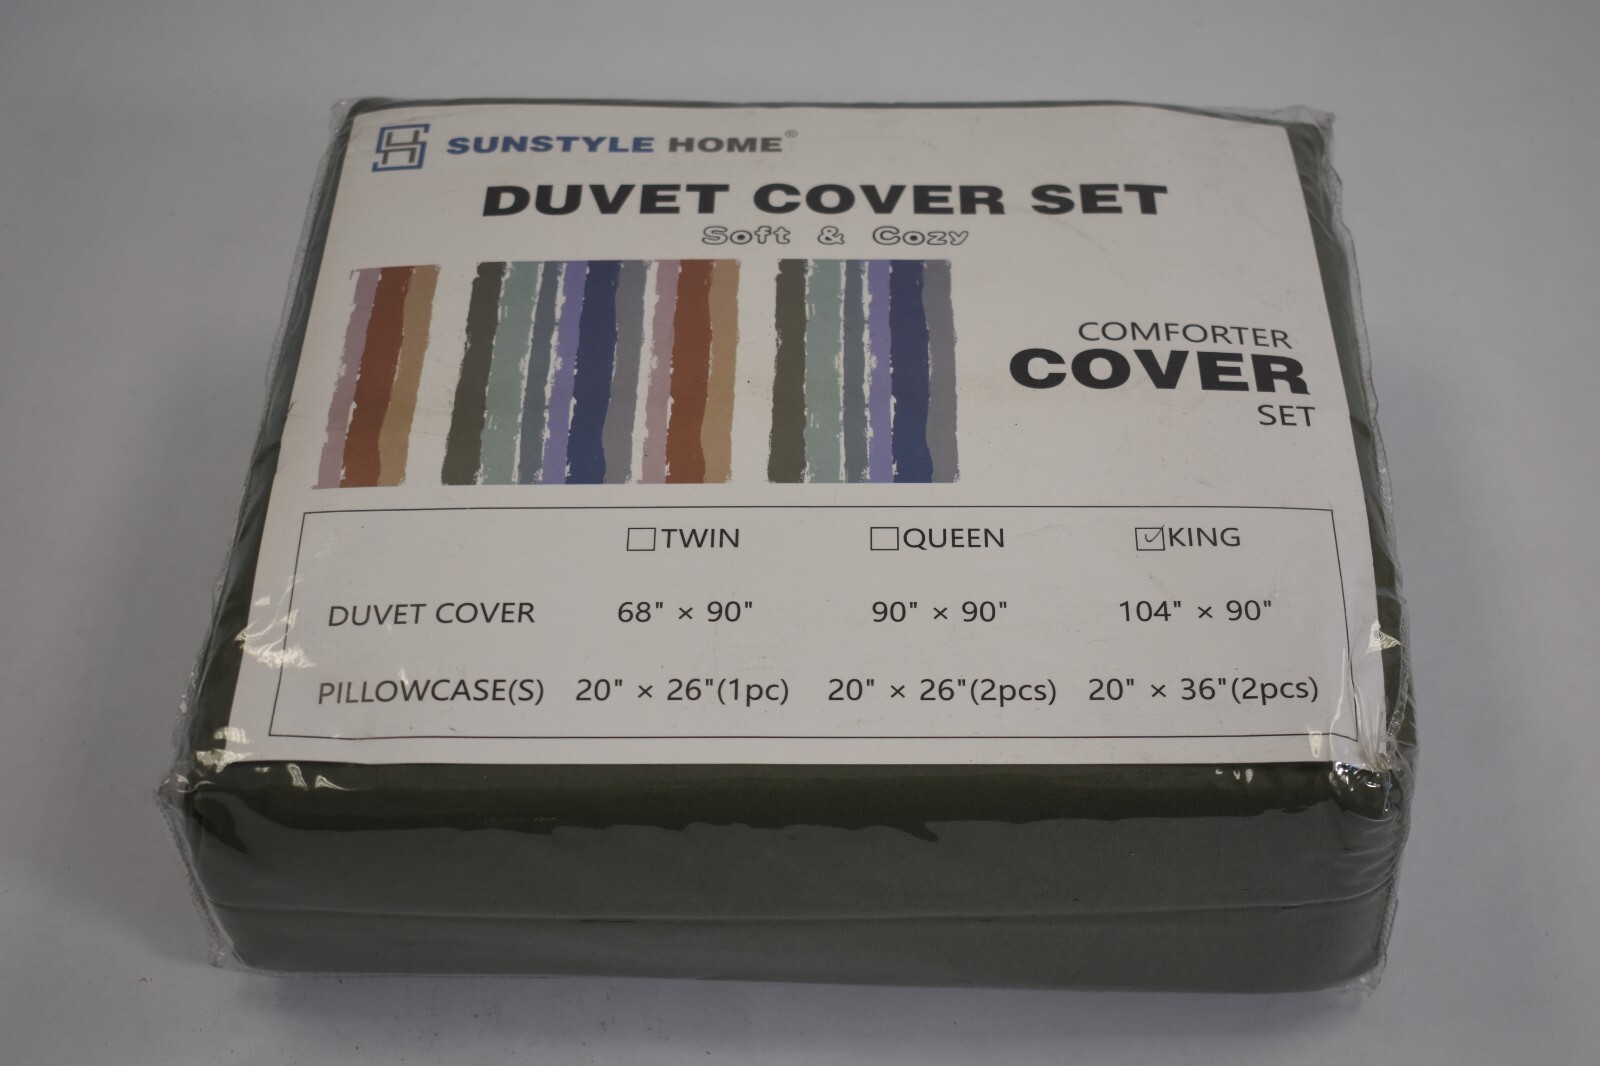 SH SUNSTYLE HOME®
DUVET COVER SET
Soft & Cozy
COMFORTER
COVER
SET
TWIN QUEEN KING
DUVET COVER 68" × 90" 90" × 90" 104" × 90"
PILLOWCASE(S) 20" × 26"(1pc) 20" × 26"(2pcs) 20" × 36"(2pcs)